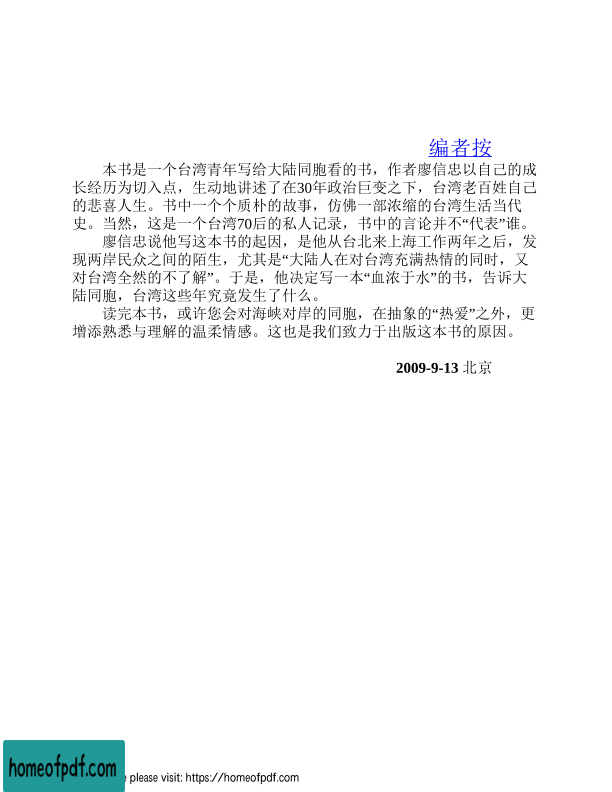 编者按
本书是一个台湾青年写给大陆同胞看的书，作者廖信忠以自己的成
长经历为切入点，生动地讲述了在30年政治巨变之下，台湾老百姓自己
的悲喜人生。书中一个个质朴的故事，仿佛一部浓缩的台湾生活当代
史。当然，这是一个台湾70后的私人记录，书中的言论并不“代表”谁。
廖信忠说他写这本书的起因，是他从台北来上海工作两年之后，发
现两岸民众之间的陌生，尤其是“大陆人在对台湾充满热情的同时，又
对台湾全然的不了解”。于是，他决定写一本“血浓于水”的书，告诉大
陆同胞，台湾这些年究竟发生了什么。
读完本书，或许您会对海峡对岸的同胞，在抽象的“热爱”之外，更
增添熟悉与理解的温柔情感。这也是我们致力于出版这本书的原因。
2009-9-13 北京
homeofpdf.com
e please visit: https://homeofpdf.com